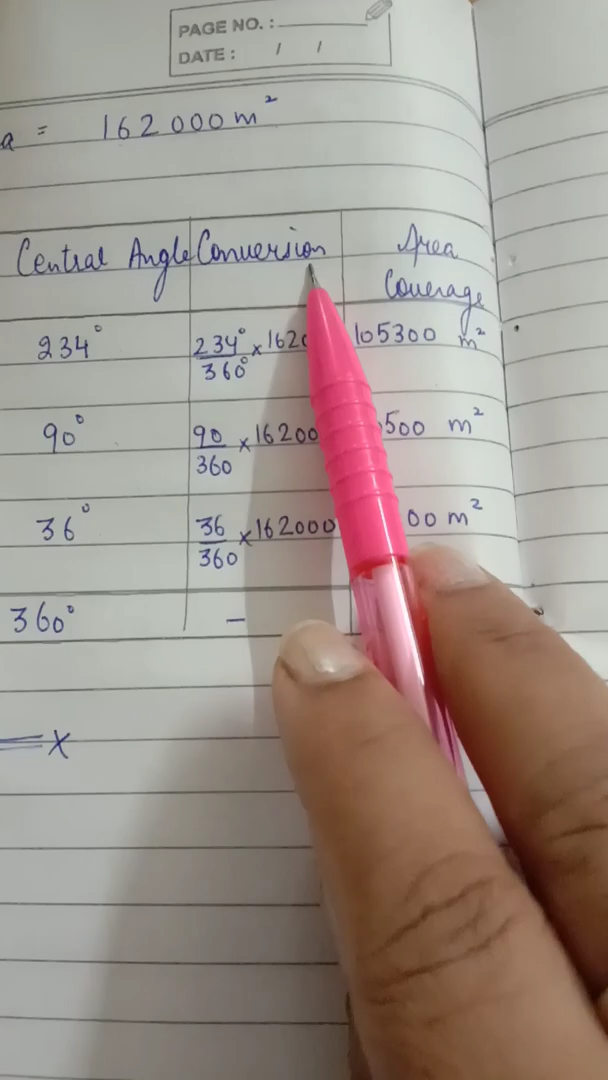 PAGE NO. :
DATE : / /
a = 162000 m²
Central Angle Conversion Area Coverage
234° 234°/360° × 162 105300 m²
90° 90/360 × 16200 500 m²
36° 36/360 × 162000 00 m²
360° –
x